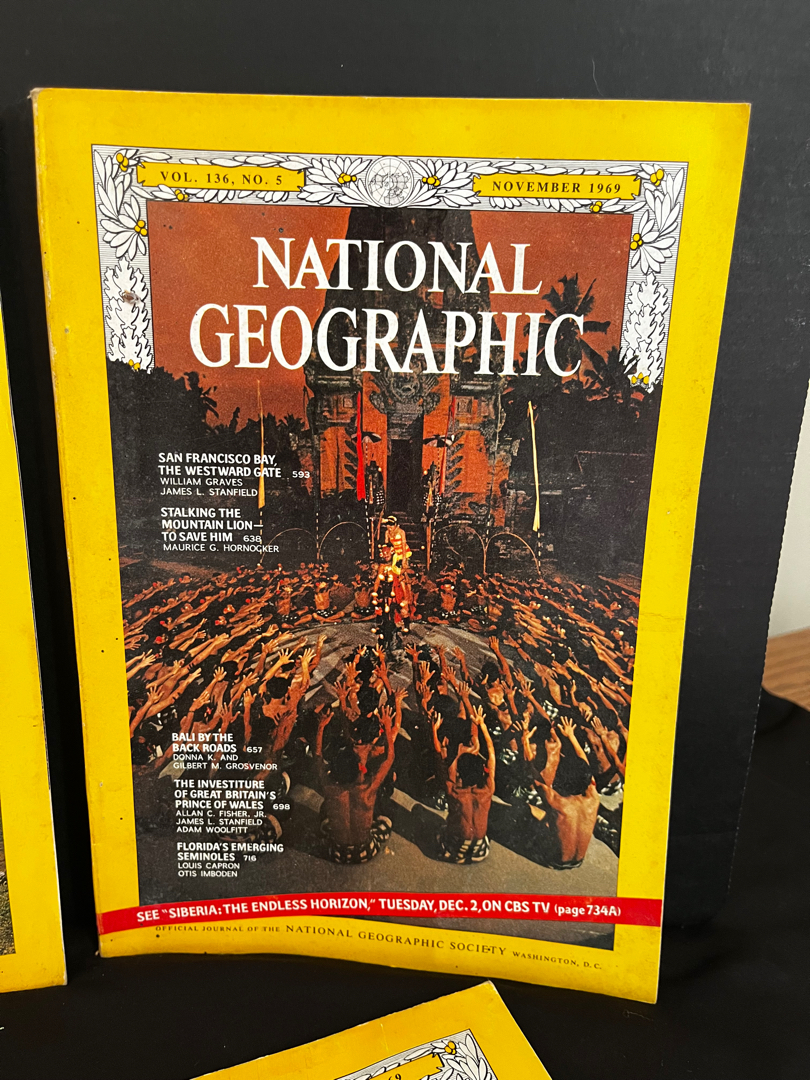 VOL. 136, NO. 5
NOVEMBER 1969
NATIONAL
GEOGRAPHIC
SAN FRANCISCO BAY,
THE WESTWARD GATE 593
WILLIAM GRAVES
JAMES L. STANFIELD
STALKING THE
MOUNTAIN LION—
TO SAVE HIM 638
MAURICE G. HORNOCKER
BALI BY THE
BACK ROADS 657
DONNA K. AND
GILBERT M. GROSVENOR
THE INVESTITURE
OF GREAT BRITAIN'S
PRINCE OF WALES 698
ALLAN C. FISHER, JR.
JAMES L. STANFIELD
ADAM WOOLFITT
FLORIDA'S EMERGING
SEMINOLES 716
LOUIS CAPRON
OTIS IMBODEN
SEE "SIBERIA: THE ENDLESS HORIZON," TUESDAY, DEC. 2, ON CBS TV (page 734A)
OFFICIAL JOURNAL OF THE NATIONAL GEOGRAPHIC SOCIETY WASHINGTON, D.C.